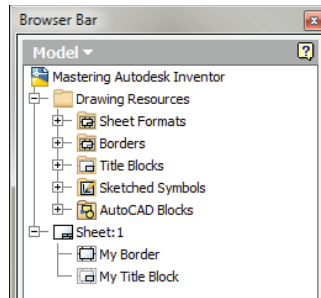 Browser Bar
Model
Mastering Autodesk Inventor
Drawing Resources
Sheet Formats
Borders
Title Blocks
Sketched Symbols
AutoCAD Blocks
Sheet:1
My Border
My Title Block